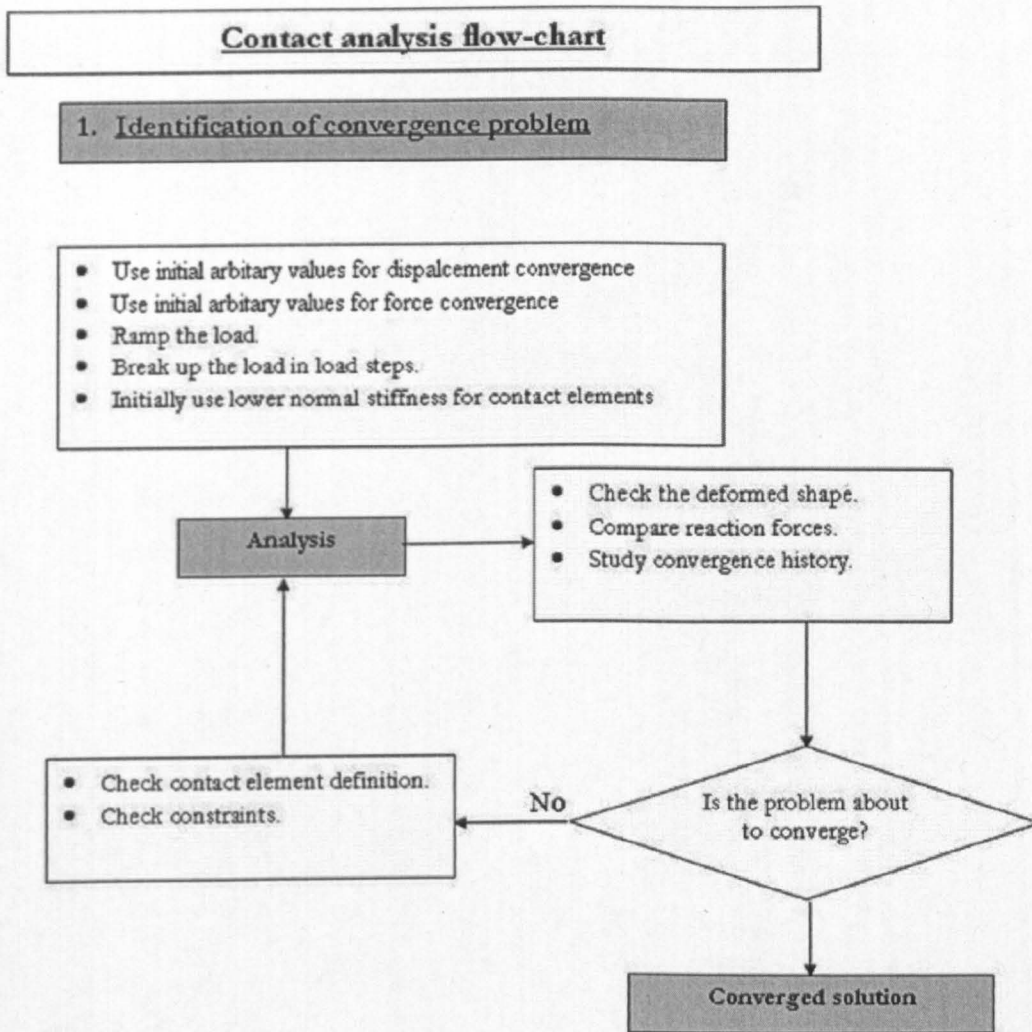 Contact analysis flow-chart
1. Identification of convergence problem
• Use initial arbitary values for dispalcement convergence
• Use initial arbitary values for force convergence
• Ramp the load.
• Break up the load in load steps.
• Initially use lower normal stiffness for contact elements
Analysis
• Check the deformed shape.
• Compare reaction forces.
• Study convergence history.
• Check contact element definition.
• Check constraints.
No
Is the problem about
to converge?
Converged solution